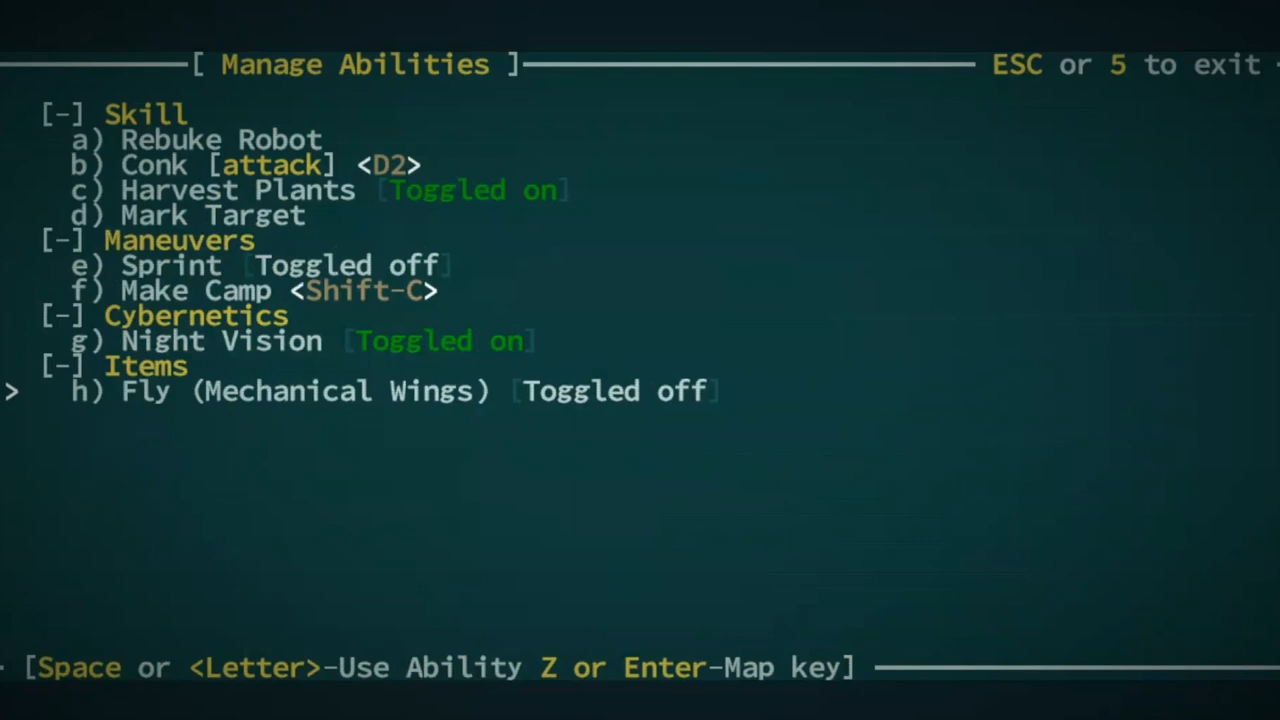 [ Manage Abilities ] ESC or 5 to exit
[-] Skill
a) Rebuke Robot
b) Conk [attack] <D2>
c) Harvest Plants [Toggled on]
d) Mark Target
[-] Maneuvers
e) Sprint [Toggled off]
f) Make Camp <Shift-C>
[-] Cybernetics
g) Night Vision [Toggled on]
[-] Items
> h) Fly (Mechanical Wings) [Toggled off]
[Space or <Letter>-Use Ability Z or Enter-Map key]